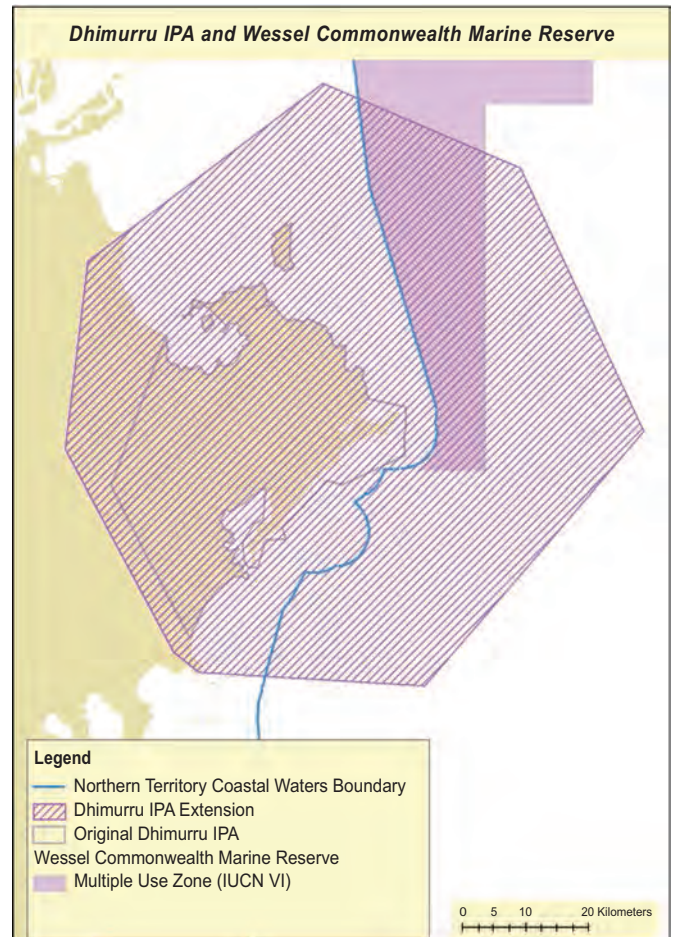 Dhimurru IPA and Wessel Commonwealth Marine Reserve
Legend
Northern Territory Coastal Waters Boundary
Dhimurru IPA Extension
Original Dhimurru IPA
Wessel Commonwealth Marine Reserve
Multiple Use Zone (IUCN VI)
0 5 10 20 Kilometers